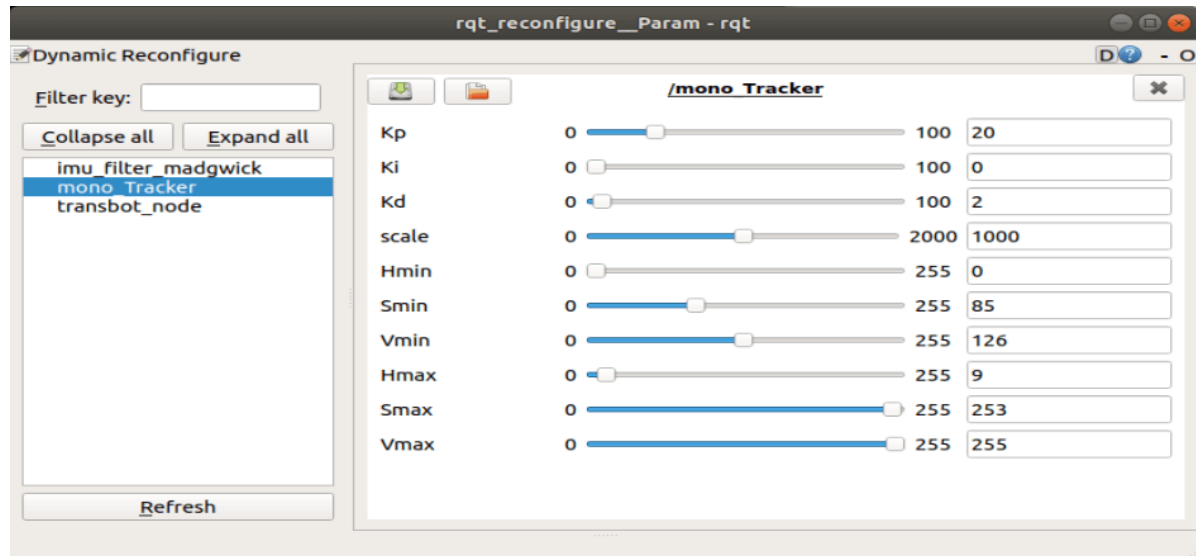 rqt_reconfigure__Param - rqt
Dynamic Reconfigure
D? - O
Filter key:
Collapse all Expand all
imu_filter_madgwick
mono_Tracker
transbot_node
Refresh
/mono_Tracker
Kp 0 100 20
Ki 0 100 0
Kd 0 100 2
scale 0 2000 1000
Hmin 0 255 0
Smin 0 255 85
Vmin 0 255 126
Hmax 0 255 9
Smax 0 255 253
Vmax 0 255 255